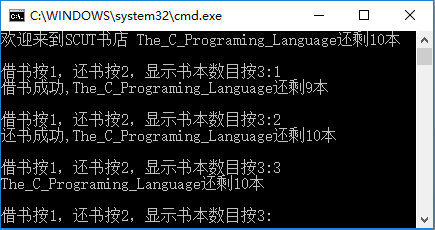 C:\WINDOWS\system32\cmd.exe
欢迎来到SCUT书店 The_C_Programing_Language还剩10本
借书按1，还书按2，显示书本数目按3:1
借书成功,The_C_Programing_Language还剩9本
借书按1，还书按2，显示书本数目按3:2
还书成功,The_C_Programing_Language还剩10本
借书按1，还书按2，显示书本数目按3:3
The_C_Programing_Language还剩10本
借书按1，还书按2，显示书本数目按3: